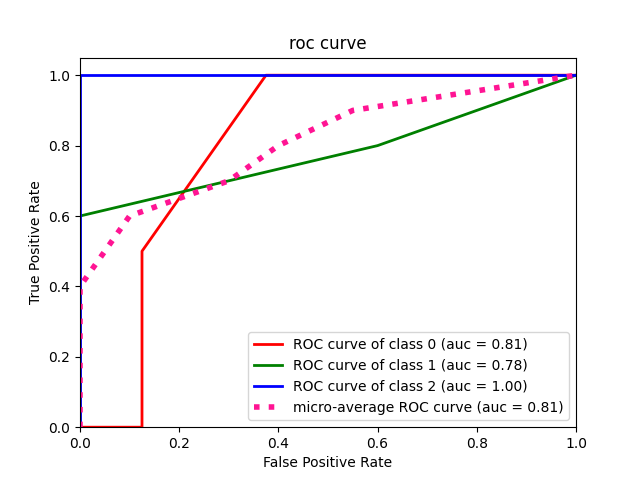 roc curve
True Positive Rate
1.0
0.8
0.6
0.4
0.2
0.0
ROC curve of class 0 (auc = 0.81)
ROC curve of class 1 (auc = 0.78)
ROC curve of class 2 (auc = 1.00)
micro-average ROC curve (auc = 0.81)
0.0 0.2 0.4 0.6 0.8 1.0
False Positive Rate